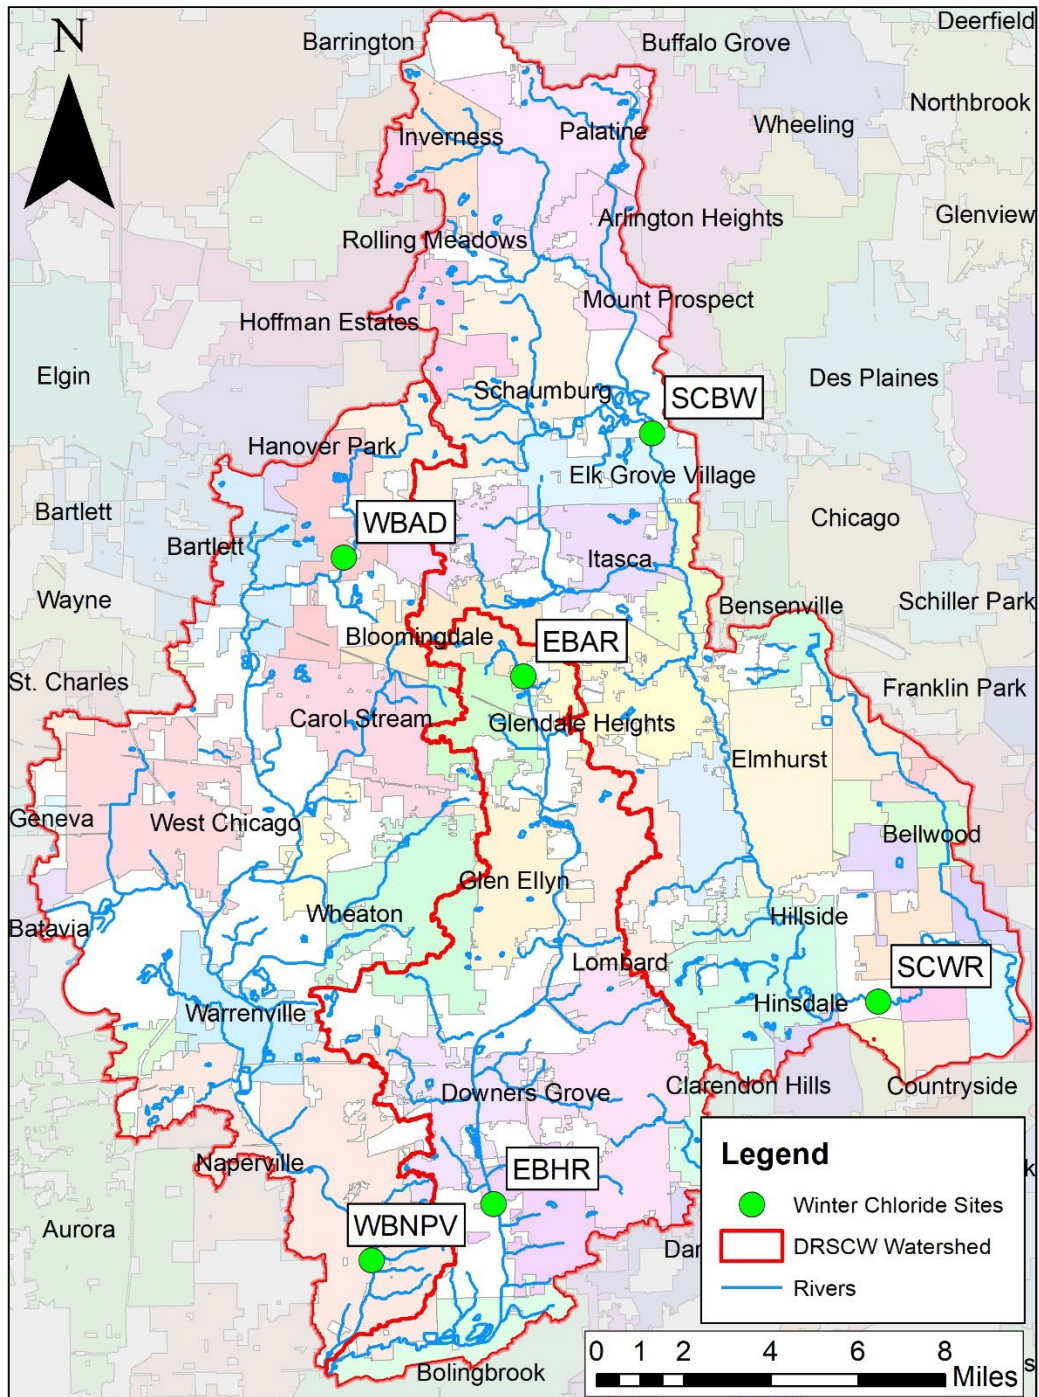 Deerfield
N
Barrington
Buffalo Grove
Northbrook
Wheeling
Inverness
Palatine
Glenview
Arlington Heights
Rolling Meadows
Mount Prospect
Hoffman Estates
Elgin
Des Plaines
Schaumburg
SCBW
Hanover Park
Elk Grove Village
Bartlett
WBAD
Chicago
Bartlett
Itasca
Wayne
Bensenville
Schiller Park
Bloomingdale
EBAR
St. Charles
Franklin Park
Carol Stream
Glendale Heights
Elmhurst
Geneva
West Chicago
Bellwood
Glen Ellyn
Wheaton
Hillside
Batavia
Lombard
SCWR
Hinsdale
Warrenville
Downers Grove
Clarendon Hills
Countryside
Naperville
EBHR
Aurora
WBNPV
Bolingbrook
Legend
Winter Chloride Sites
DRSCW Watershed
Rivers
0 1 2 4 6 8
Miles